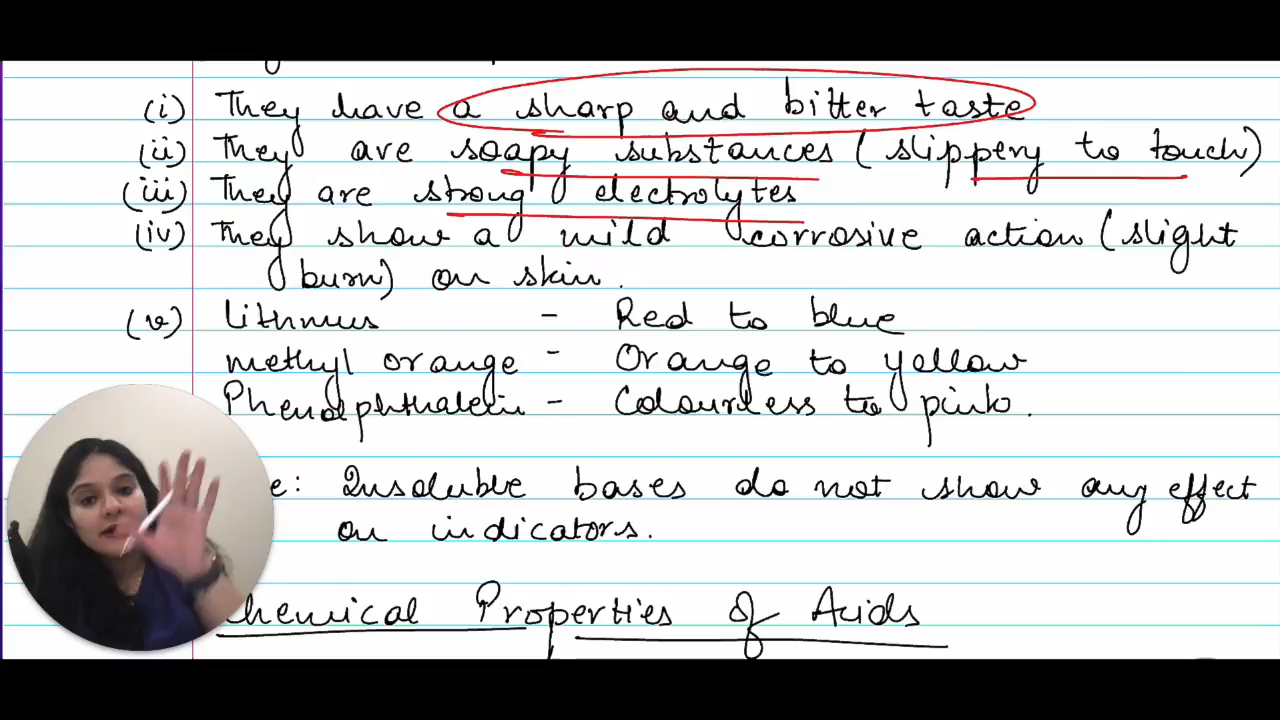 (i) They have a sharp and bitter taste
(ii) They are soapy substances (slippery to touch)
(iii) They are strong electrolytes
(iv) They show a mild corrosive action (slight
burn) on skin.
(v) Lithmus - Red to blue
methyl orange - Orange to yellow
Phenolphthalein - Colourless to pink.
e: Insoluble bases do not show any effect
on indicators.
hemical Properties of Acids